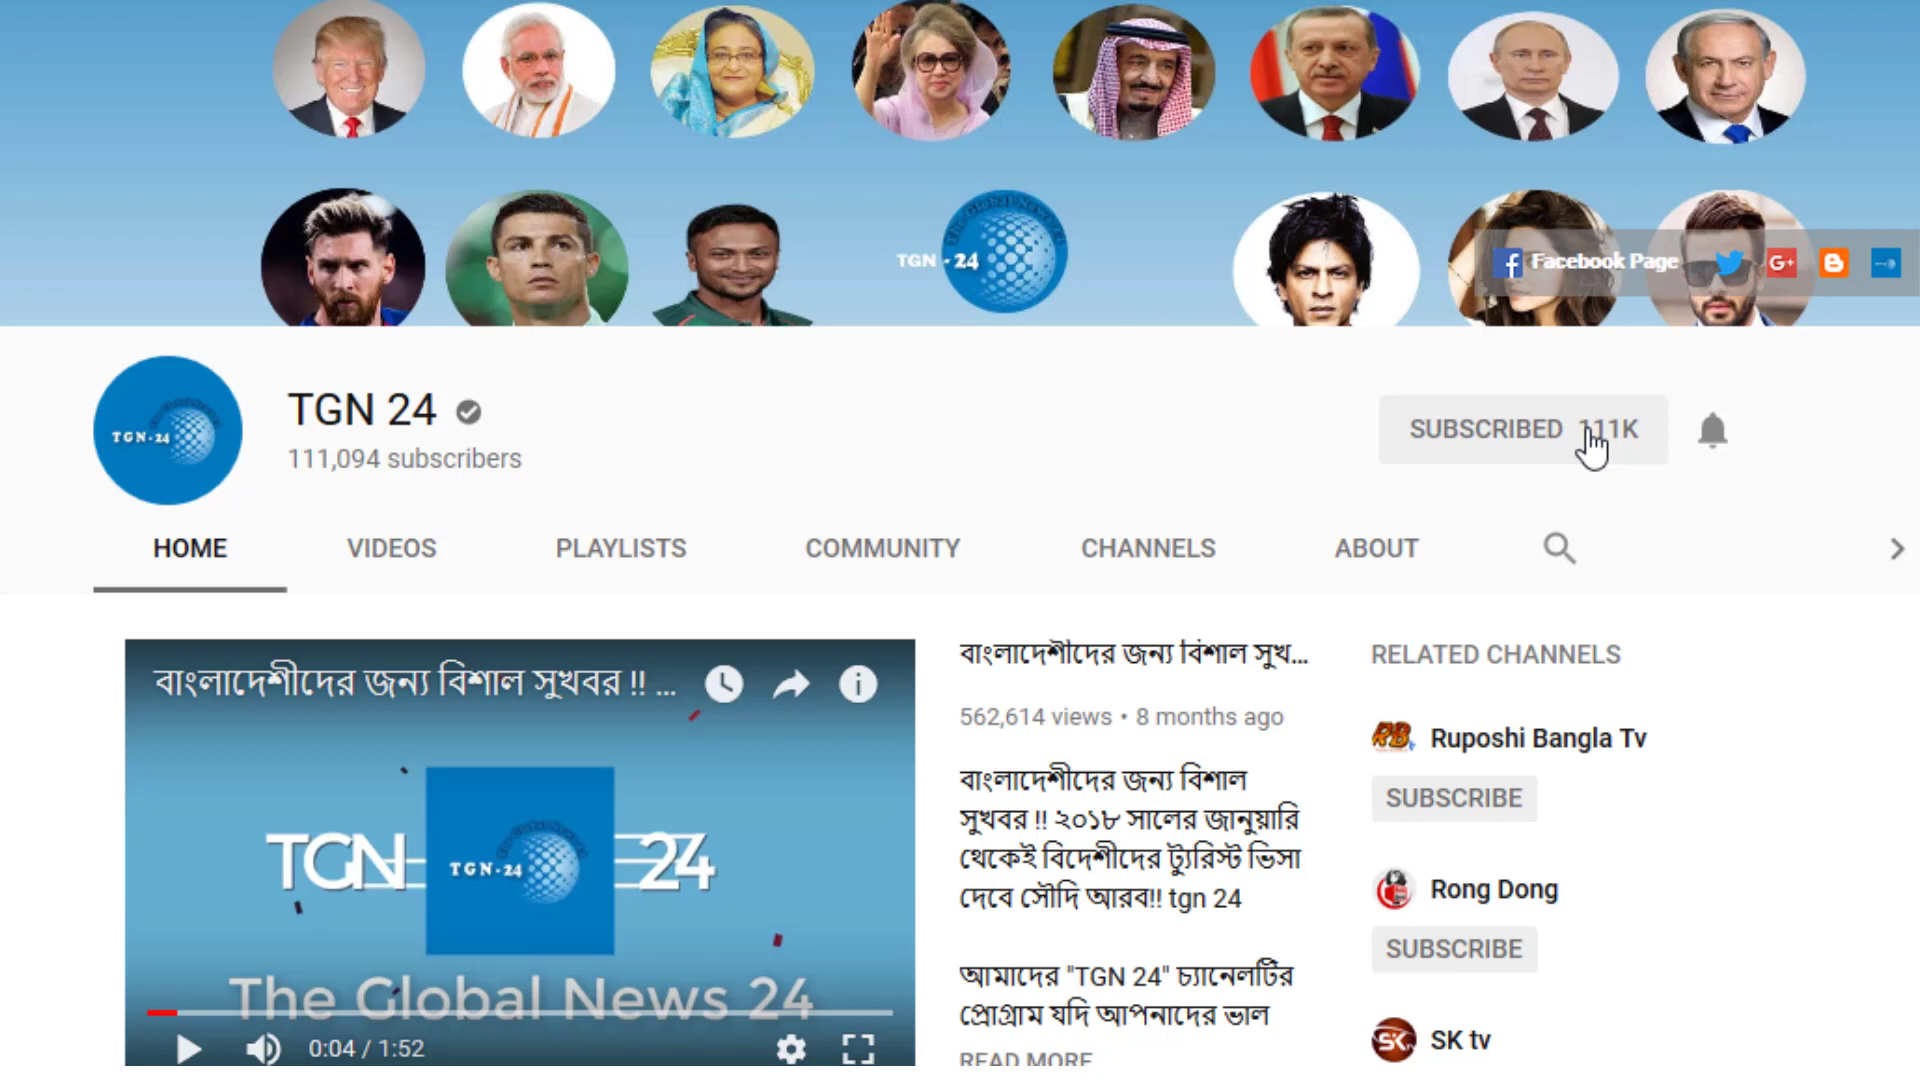 TGN - 24
Facebook Page
TGN-24
TGN 24
111,094 subscribers
SUBSCRIBED 111K
HOME
VIDEOS
PLAYLISTS
COMMUNITY
CHANNELS
ABOUT
বাংলাদেশীদের জন্য বিশাল সুখবর !! ...
TGN
TGN-24
24
The Global News 24
0:04 / 1:52
বাংলাদেশীদের জন্য বিশাল সুখ...
562,614 views • 8 months ago
বাংলাদেশীদের জন্য বিশাল
সুখবর !! ২০১৮ সালের জানুয়ারি
থেকেই বিদেশীদের ট্যুরিস্ট ভিসা
দেবে সৌদি আরব!! tgn 24
আমাদের "TGN 24" চ্যানেলটির
প্রোগ্রাম যদি আপনাদের ভাল
READ MORE
RELATED CHANNELS
Ruposhi Bangla Tv
SUBSCRIBE
Rong Dong
SUBSCRIBE
SK tv